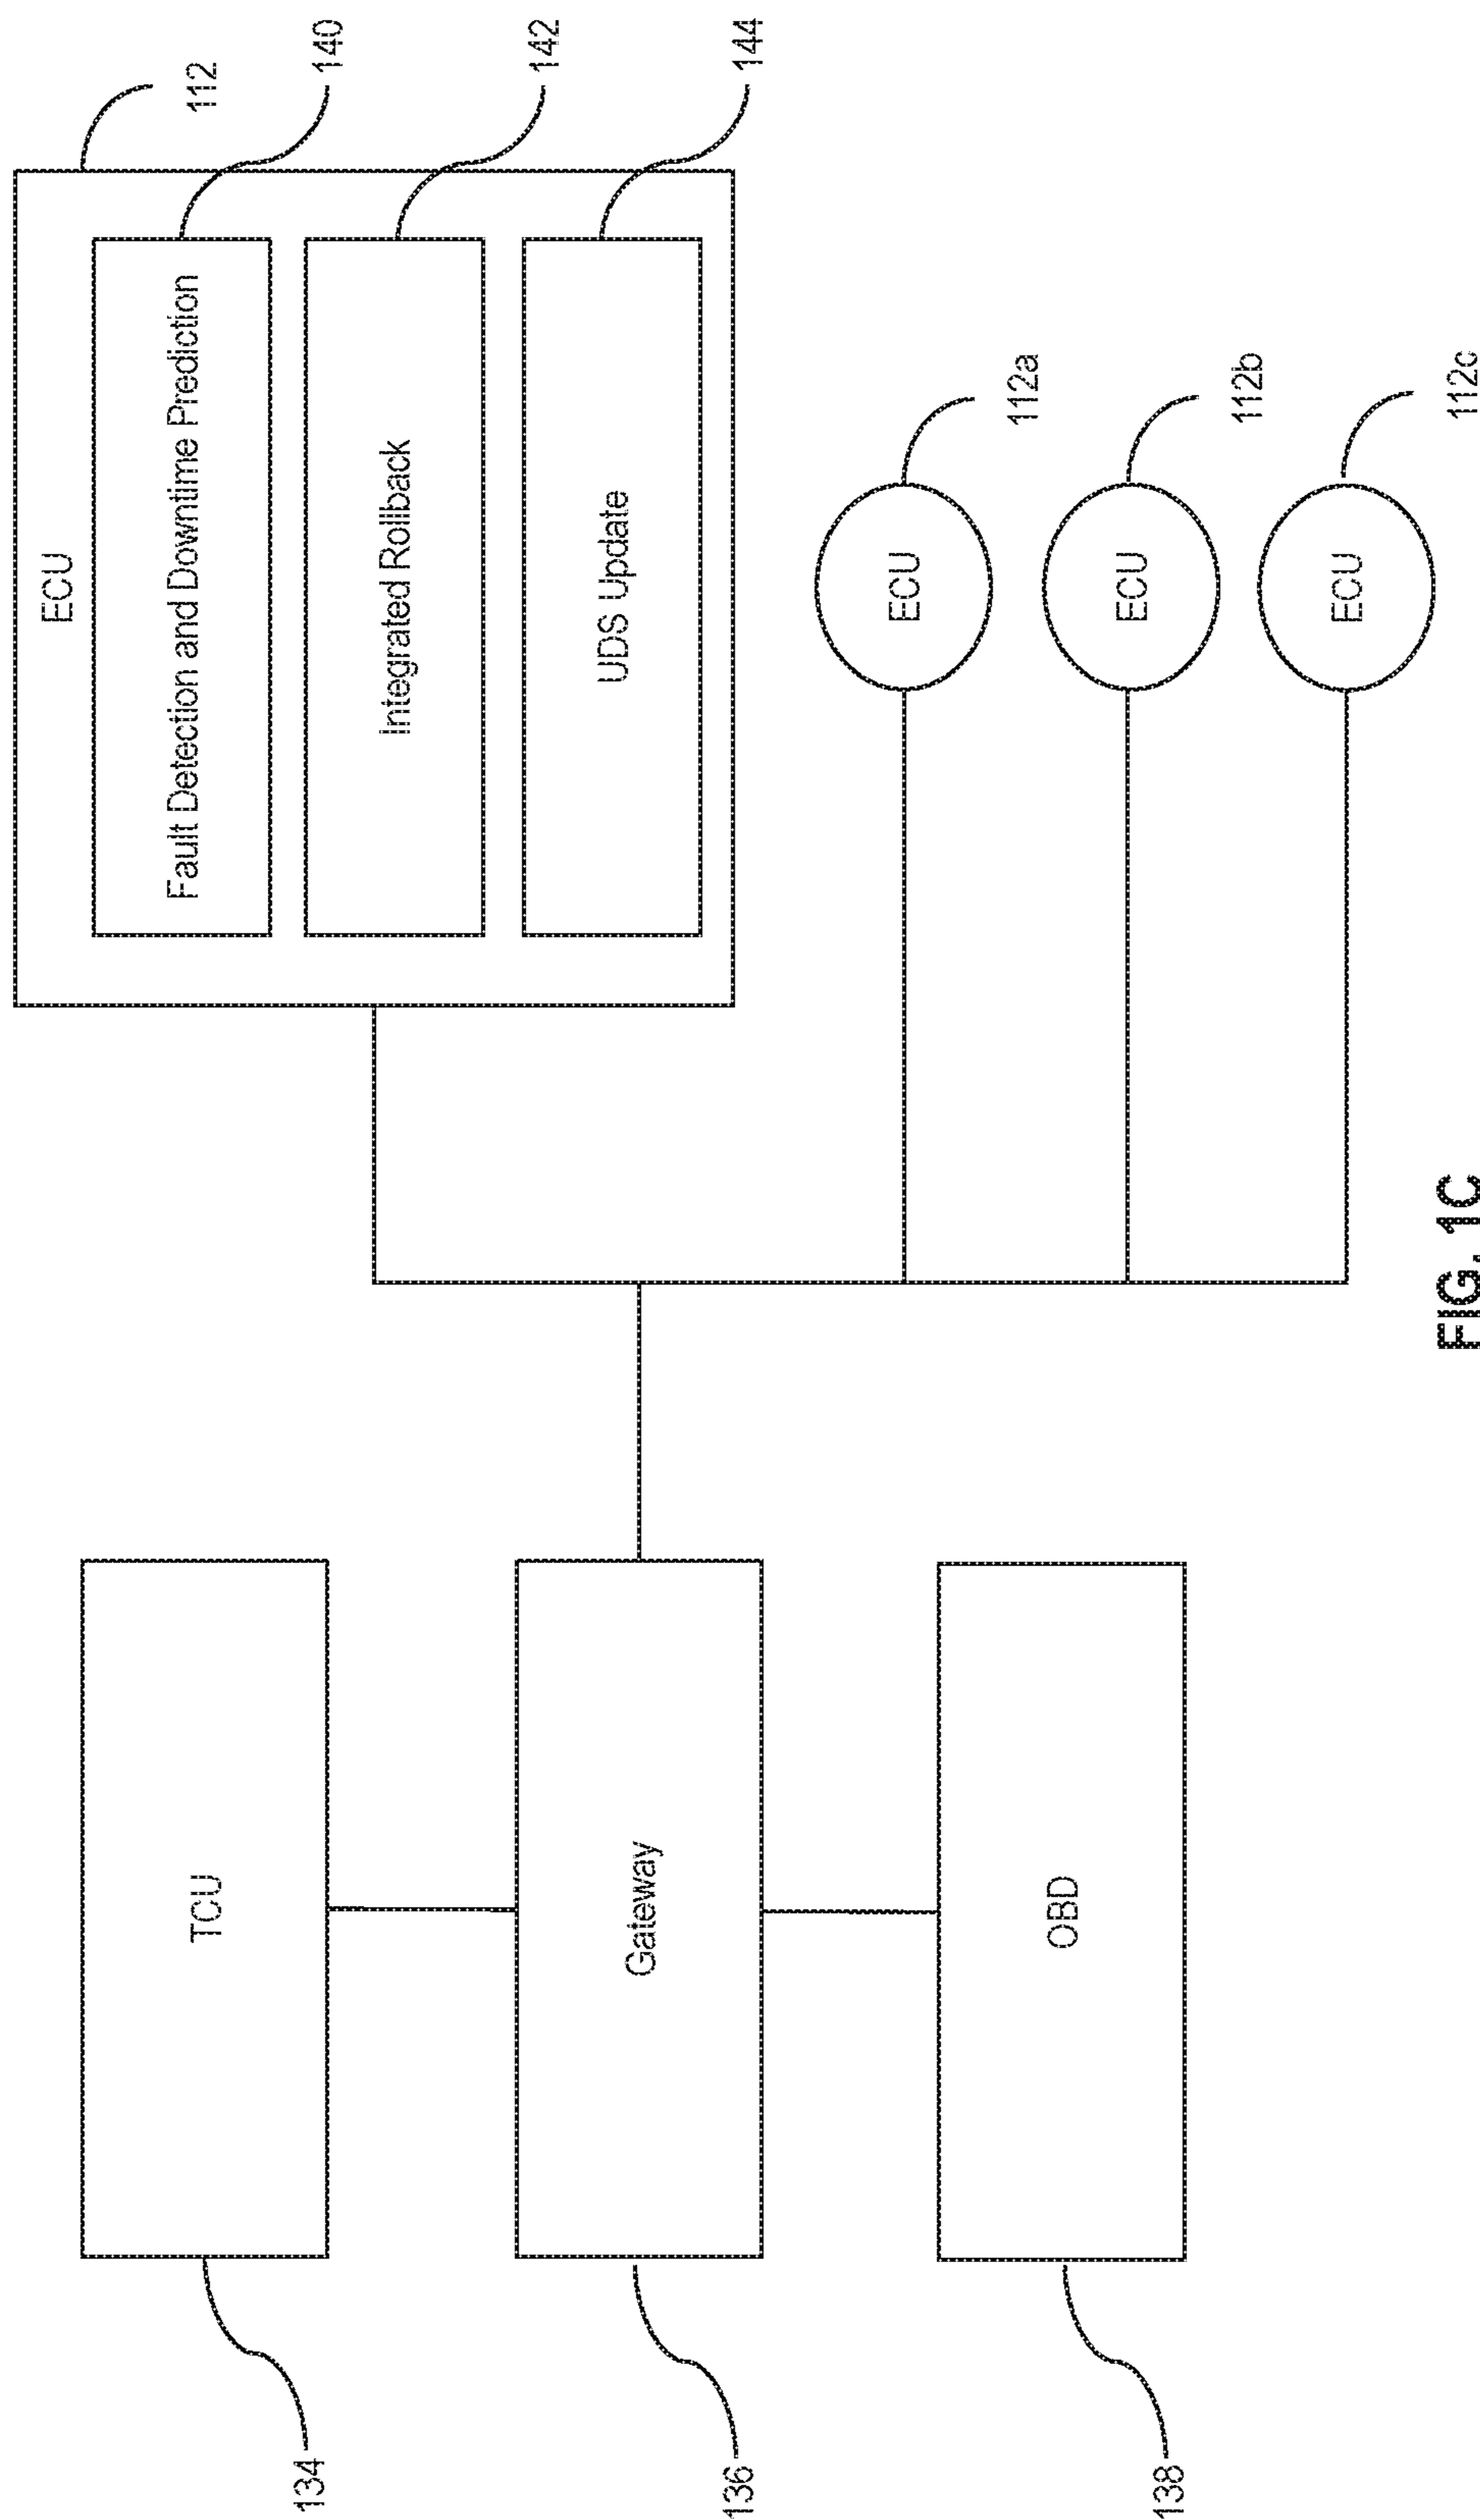 ECU
112
Fault Detection and Downtime Prediction
140
Integrated Rollback
142
UDS Update
144
TCU
134
Gateway
136
OBD
138
ECU
112a
ECU
112b
ECU
112c
FIG. 1C